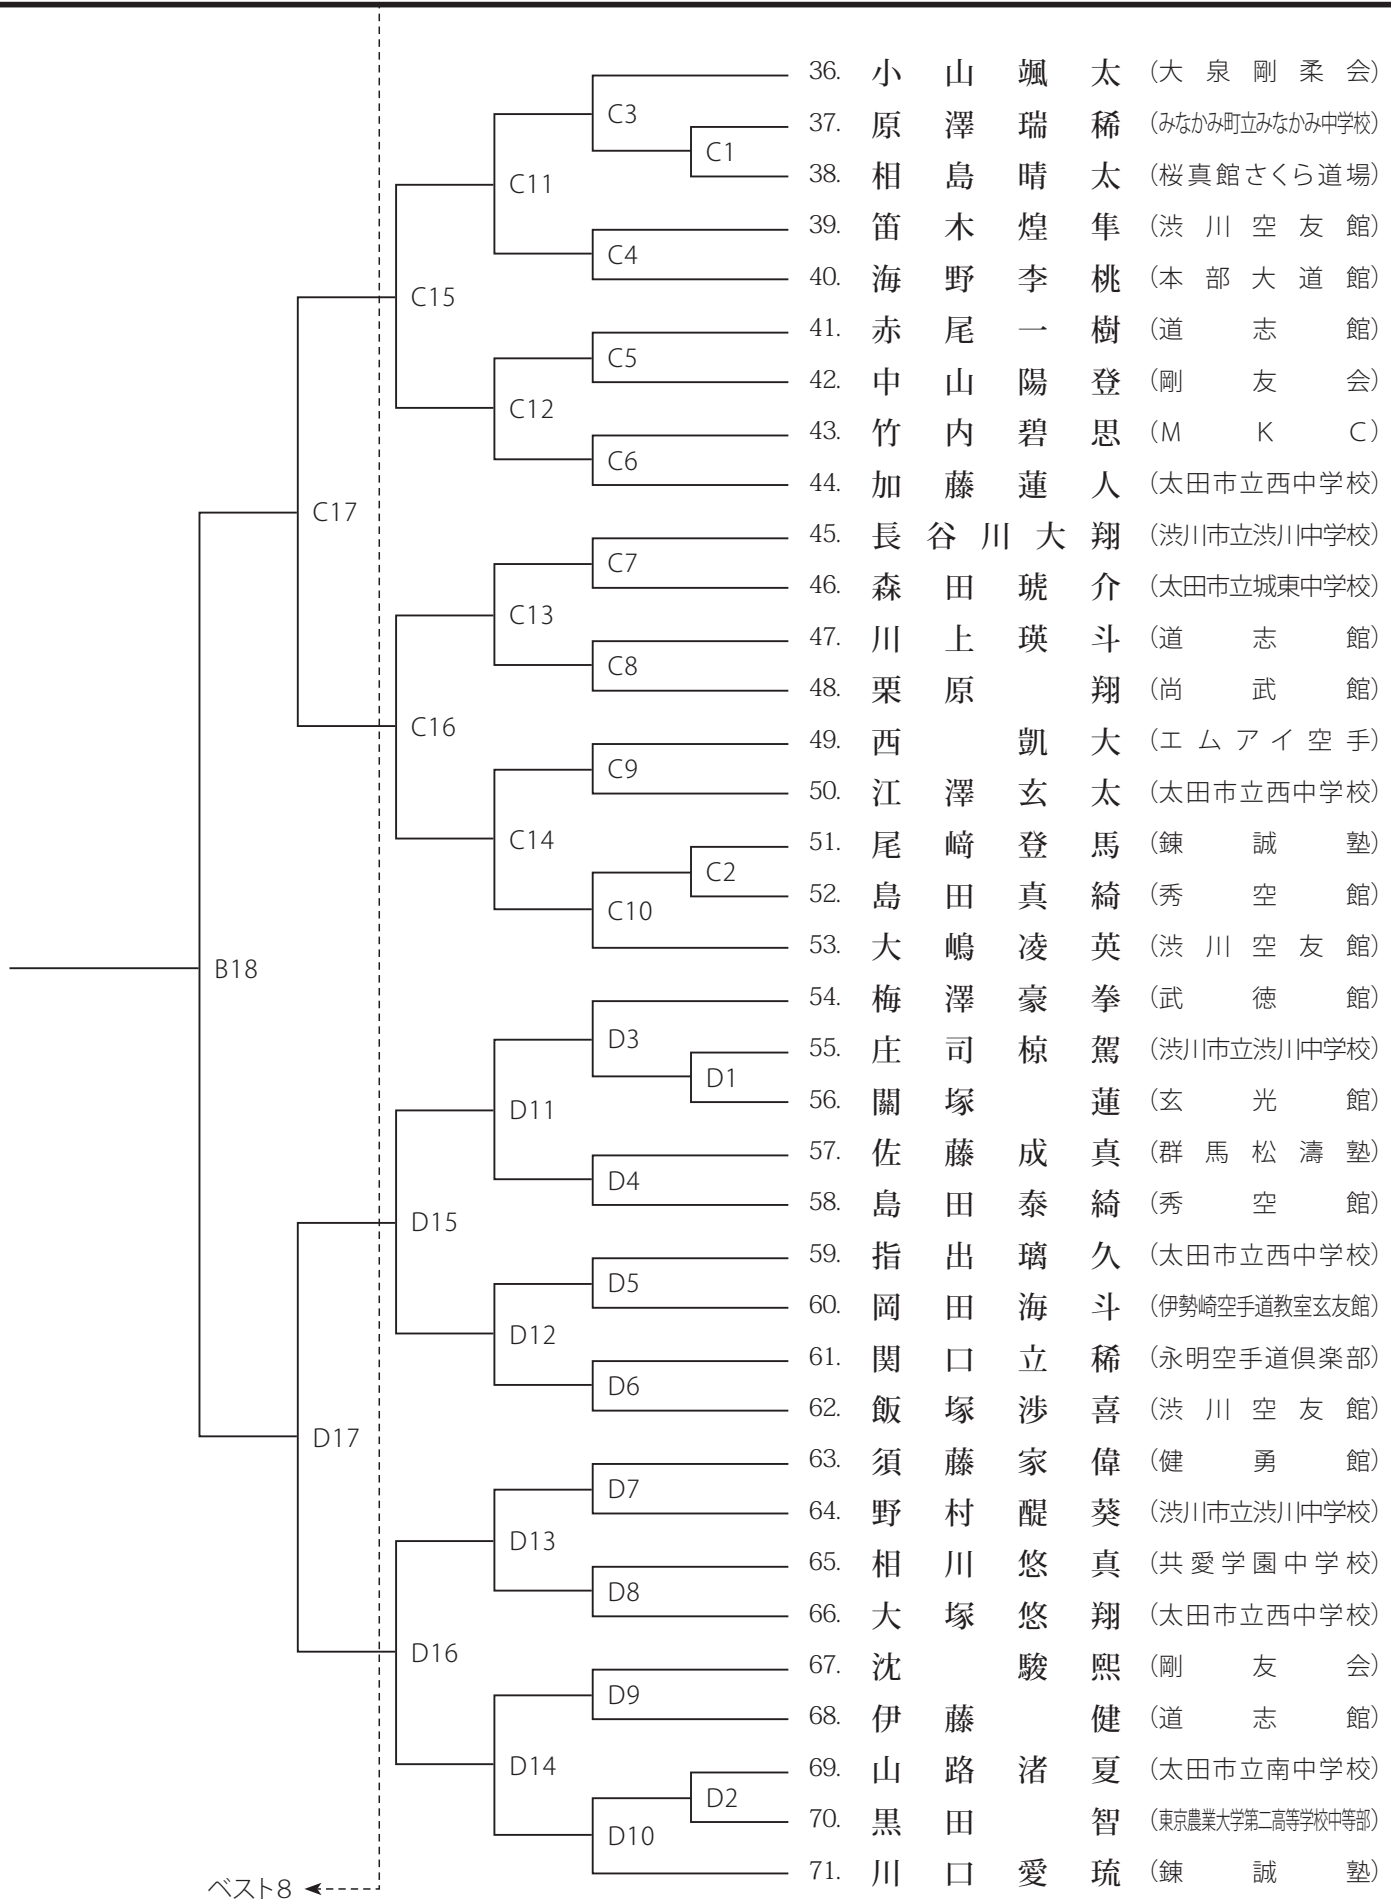 36. 小山颯太 (大泉剛柔会)
C3
37. 原澤瑞稀 (みなかみ町立みなかみ中学校)
C1
38. 相島晴太 (桜真館さくら道場)
C11
39. 笛木煌隼 (渋川空友館)
C4
40. 海野李桃 (本部大道館)
C15
41. 赤尾一樹 (道志館)
C5
42. 中山陽登 (剛友会)
C12
43. 竹内碧思 (MKC)
C6
44. 加藤蓮人 (太田市立西中学校)
C17
45. 長谷川大翔 (渋川市立渋川中学校)
C7
46. 森田琥介 (太田市立城東中学校)
C13
47. 川上瑛斗 (道志館)
C8
48. 栗原翔 (尚武館)
C16
49. 西凱大 (エムアイ空手)
C9
50. 江澤玄太 (太田市立西中学校)
C14
51. 尾﨑登馬 (錬誠塾)
C2
52. 島田真綺 (秀空館)
C10
53. 大嶋凌英 (渋川空友館)
B18
54. 梅澤豪拳 (武徳館)
D3
55. 庄司椋駕 (渋川市立渋川中学校)
D1
56. 關塚蓮 (玄光館)
D11
57. 佐藤成真 (群馬松濤塾)
D4
58. 島田泰綺 (秀空館)
D15
59. 指出璃久 (太田市立西中学校)
D5
60. 岡田海斗 (伊勢崎空手道教室玄友館)
D12
61. 関口立稀 (永明空手道倶楽部)
D6
62. 飯塚渉喜 (渋川空友館)
D17
63. 須藤家偉 (健勇館)
D7
64. 野村醍葵 (渋川市立渋川中学校)
D13
65. 相川悠真 (共愛学園中学校)
D8
66. 大塚悠翔 (太田市立西中学校)
D16
67. 沈駿熙 (剛友会)
D9
68. 伊藤健 (道志館)
D14
69. 山路渚夏 (太田市立南中学校)
D2
70. 黒田智 (東京農業大学第二高等学校中等部)
D10
71. 川口愛琉 (錬誠塾)
ベスト8